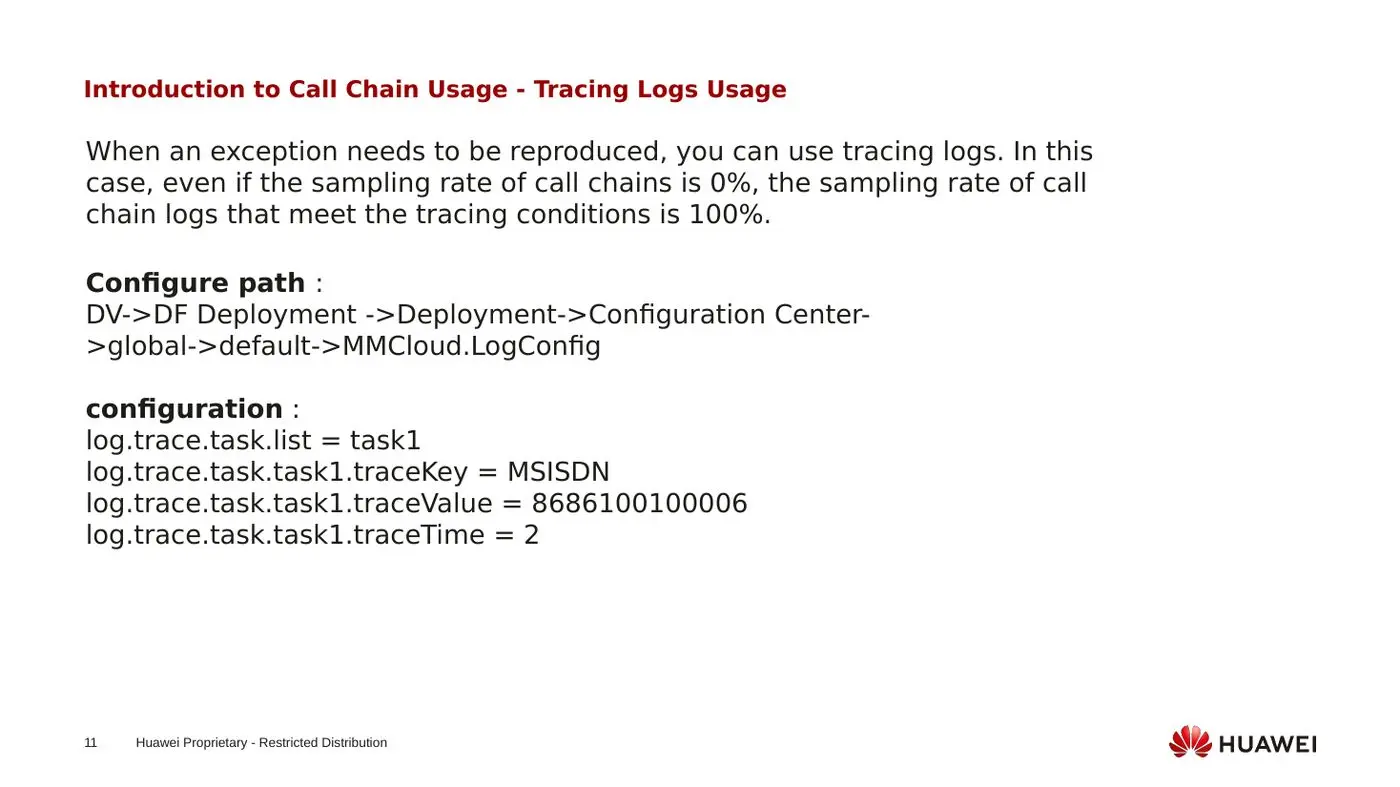 Introduction to Call Chain Usage - Tracing Logs Usage
When an exception needs to be reproduced, you can use tracing logs. In this
case, even if the sampling rate of call chains is 0%, the sampling rate of call
chain logs that meet the tracing conditions is 100%.
Configure path :
DV->DF Deployment ->Deployment->Configuration Center-
>global->default->MMCloud.LogConfig
configuration :
log.trace.task.list = task1
log.trace.task.task1.traceKey = MSISDN
log.trace.task.task1.traceValue = 8686100100006
log.trace.task.task1.traceTime = 2
11 Huawei Proprietary - Restricted Distribution
HUAWEI